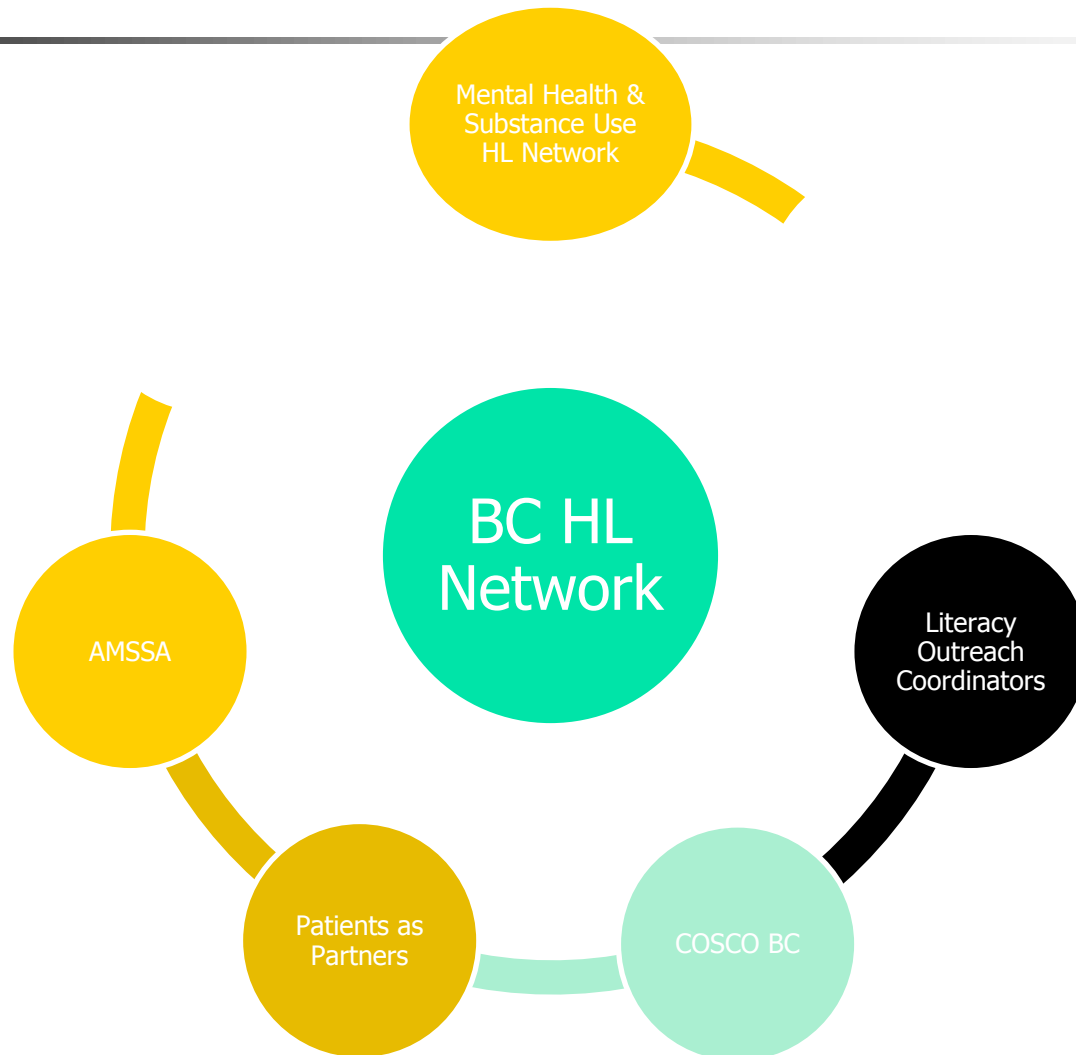 Mental Health &
Substance Use
HL Network
BC HL
Network
AMSSA
Literacy
Outreach
Coordinators
Patients as
Partners
COSCO BC